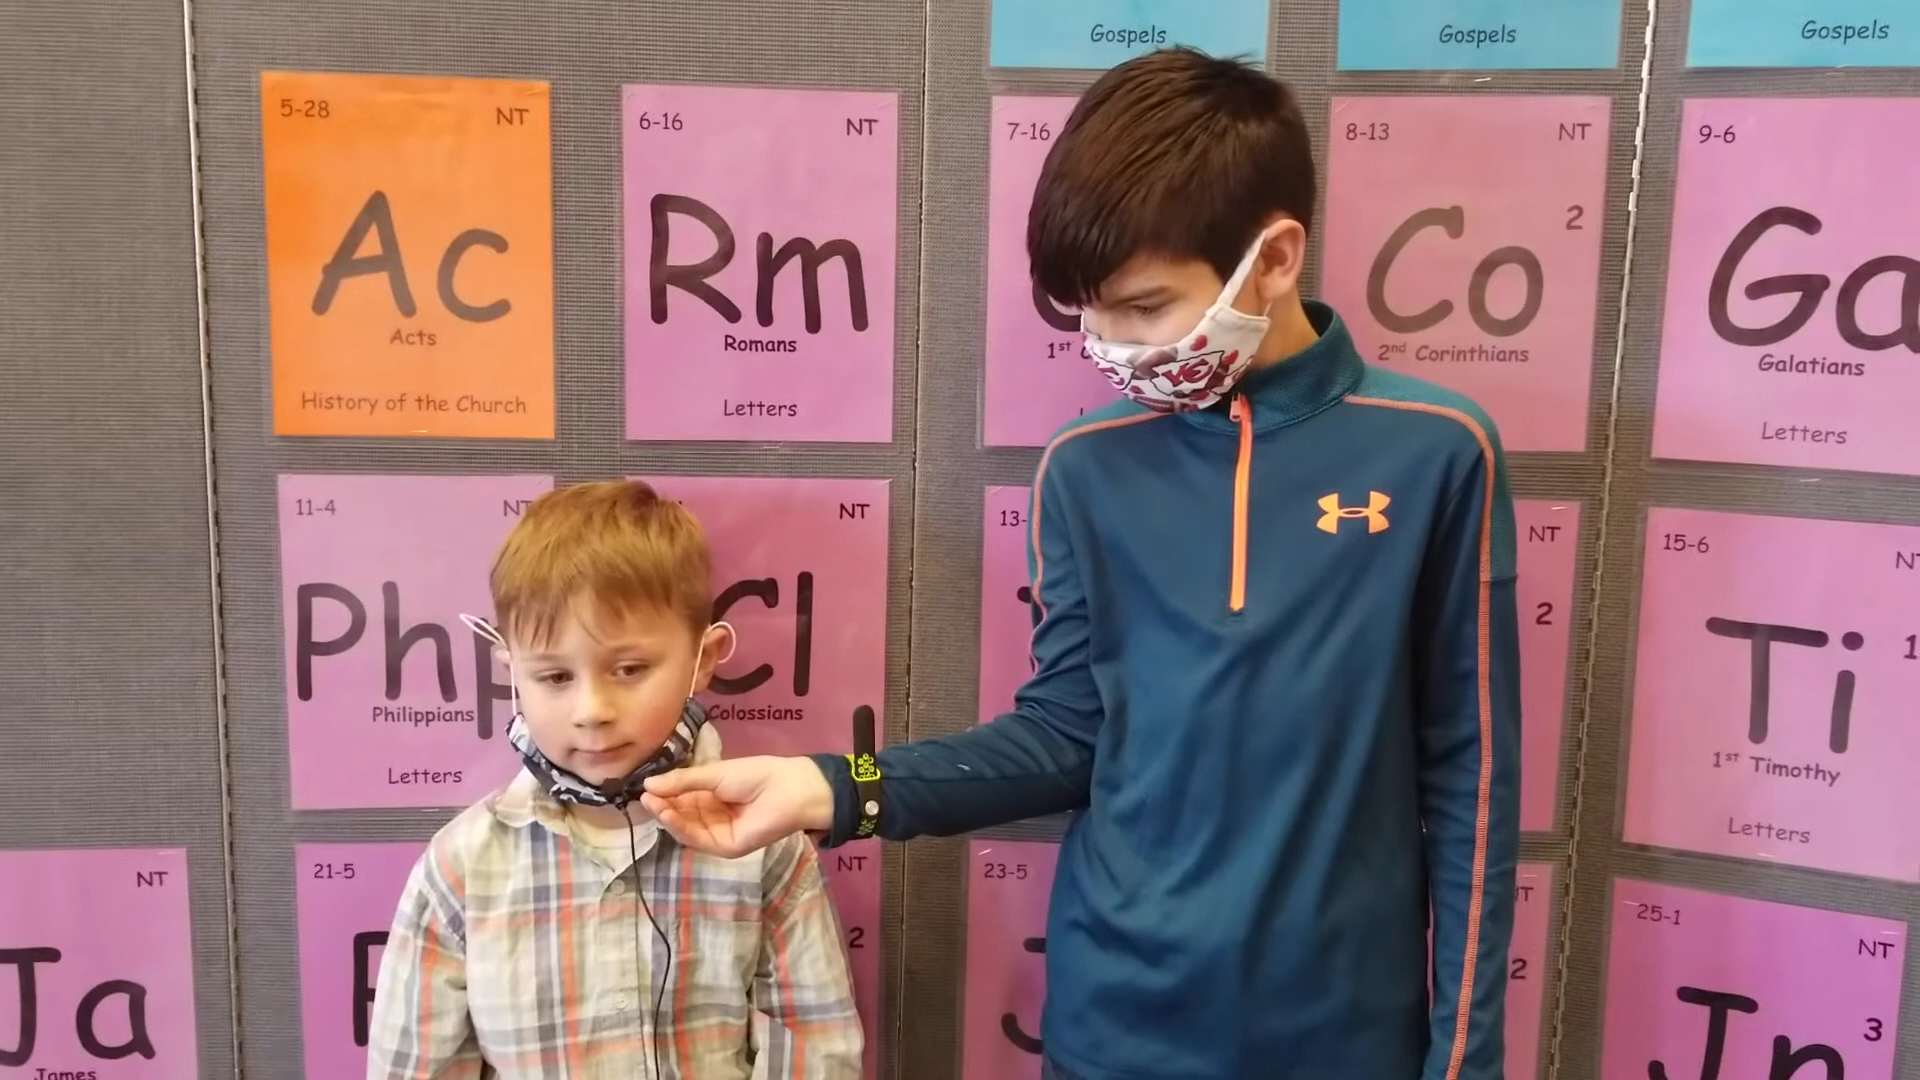 Gospels
Gospels
Gospels
5-28 NT
Ac
Acts
History of the Church
6-16 NT
Rm
Romans
Letters
7-16
1st
8-13 NT
2
Co
2nd Corinthians
9-6
Ga
Galatians
Letters
11-4 NT
Php
Philippians
Letters
NT
Cl
Colossians
13-
NT
2
15-6 NT
1
Ti
1st Timothy
Letters
NT
Ja
James
21-5
NT
2
23-5
NT
2
25-1 NT
3
Jn